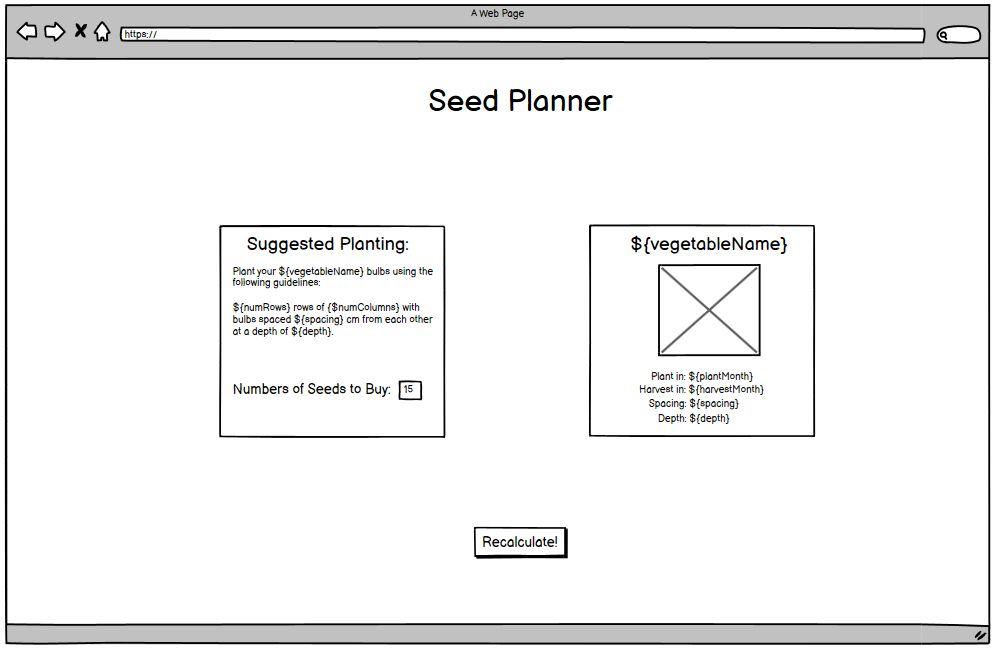 A Web Page
https://
Seed Planner
Suggested Planting:
Plant your ${vegetableName} bulbs using the
following guidelines:
${numRows} rows of {$numColumns} with
bulbs spaced ${spacing} cm from each other
at a depth of ${depth}.
Numbers of Seeds to Buy: 15
${vegetableName}
Plant in: ${plantMonth}
Harvest in: ${harvestMonth}
Spacing: ${spacing}
Depth: ${depth}
Recalculate!